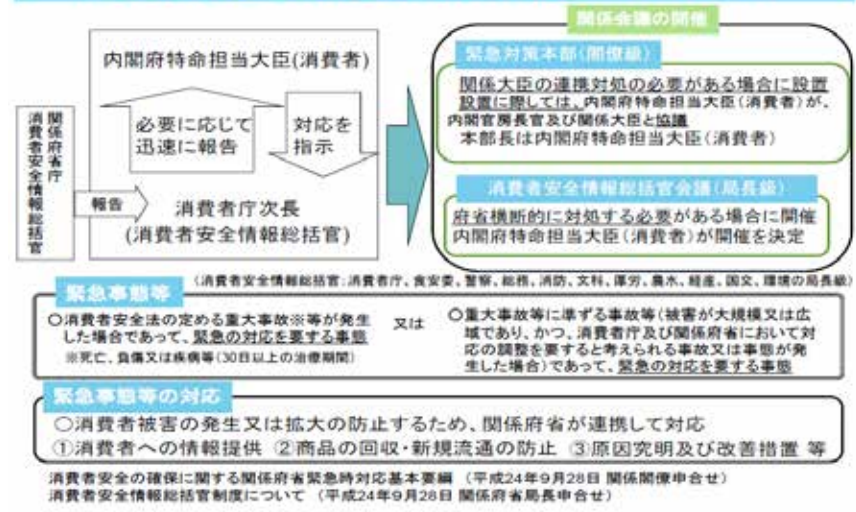 内閣府特命担当大臣(消費者)
必要に応じて
迅速に報告
対応を
指示
関係府省庁
消費者安全情報総括官
報告
消費者庁次長
(消費者安全情報総括官)
関係会議の開催
緊急対策本部(閣僚級)
関係大臣の連携対処の必要がある場合に設置
設置に際しては、内閣府特命担当大臣(消費者)が、
内閣官房長官及び関係大臣と協議
本部長は内閣府特命担当大臣(消費者)
消費者安全情報総括官会議(局長級)
府省横断的に対処する必要がある場合に開催
内閣府特命担当大臣(消費者)が開催を決定
(消費者安全情報総括官:消費者庁、食安委、警察、総務、消防、文科、厚労、農水、経産、国交、環境の局長級)
緊急事態等
○消費者安全法の定める重大事故※等が発生
した場合であって、緊急の対応を要する事態
※死亡、負傷又は疾病等(30日以上の治療期間)
又は
○重大事故等に準ずる事故等(被害が大規模又は広
域であり、かつ、消費者庁及び関係府省において対
応の調整を要すると考えられる事故又は事態が発
生した場合)であって、緊急の対応を要する事態
緊急事態等の対応
○消費者被害の発生又は拡大の防止するため、関係府省が連携して対応
①消費者への情報提供 ②商品の回収・新規流通の防止 ③原因究明及び改善措置 等
消費者安全の確保に関する関係府省緊急時対応基本要綱 (平成24年9月28日 関係閣僚申合せ)
消費者安全情報総括官制度について (平成24年9月28日 関係府省局長申合せ)